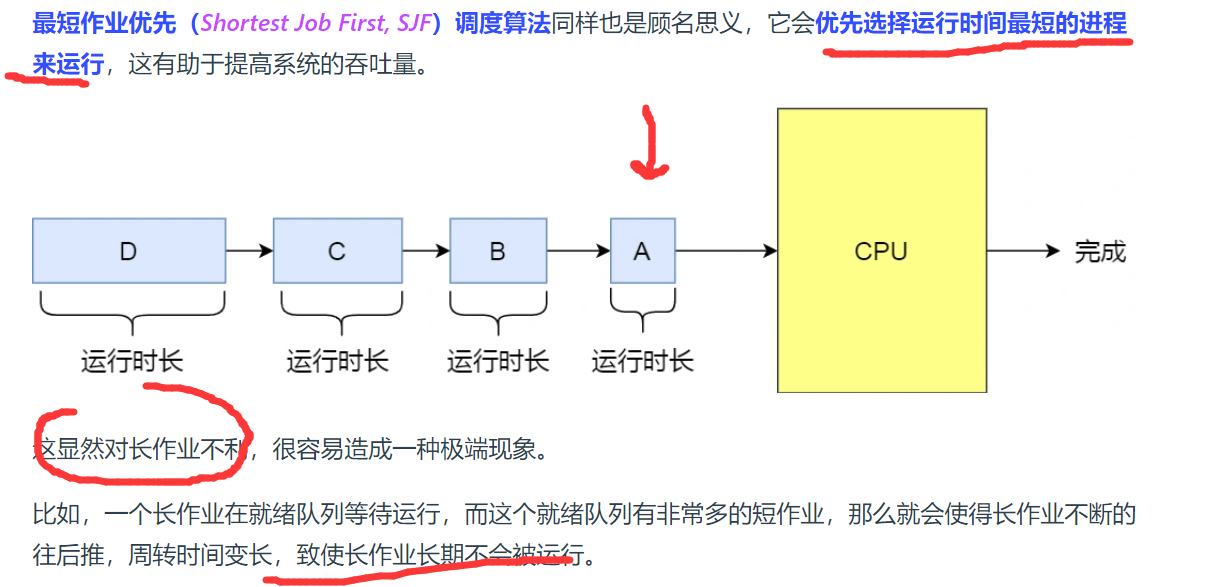 最短作业优先（Shortest Job First, SJF）调度算法同样也是顾名思义，它会优先选择运行时间最短的进程
来运行，这有助于提高系统的吞吐量。
D C B A CPU 完成
运行时长 运行时长 运行时长 运行时长
这显然对长作业不利，很容易造成一种极端现象。
比如，一个长作业在就绪队列等待运行，而这个就绪队列有非常多的短作业，那么就会使得长作业不断的
往后推，周转时间变长，致使长作业长期不会被运行。